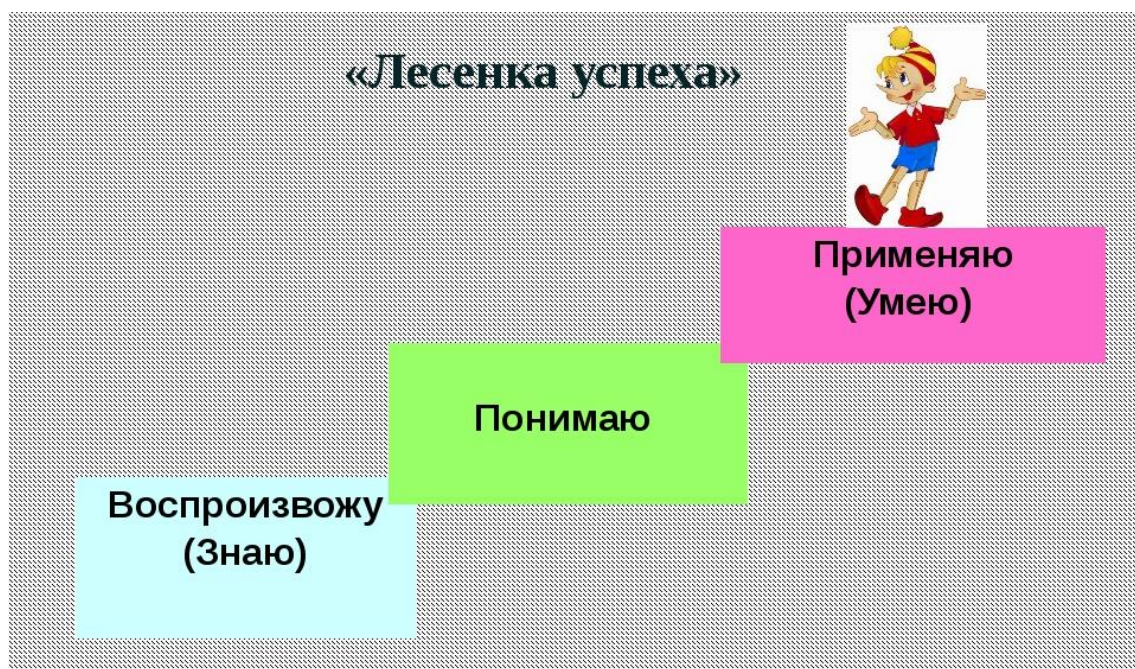 «Лесенка успеха»
Применяю
(Умею)
Понимаю
Воспроизвожу
(Знаю)